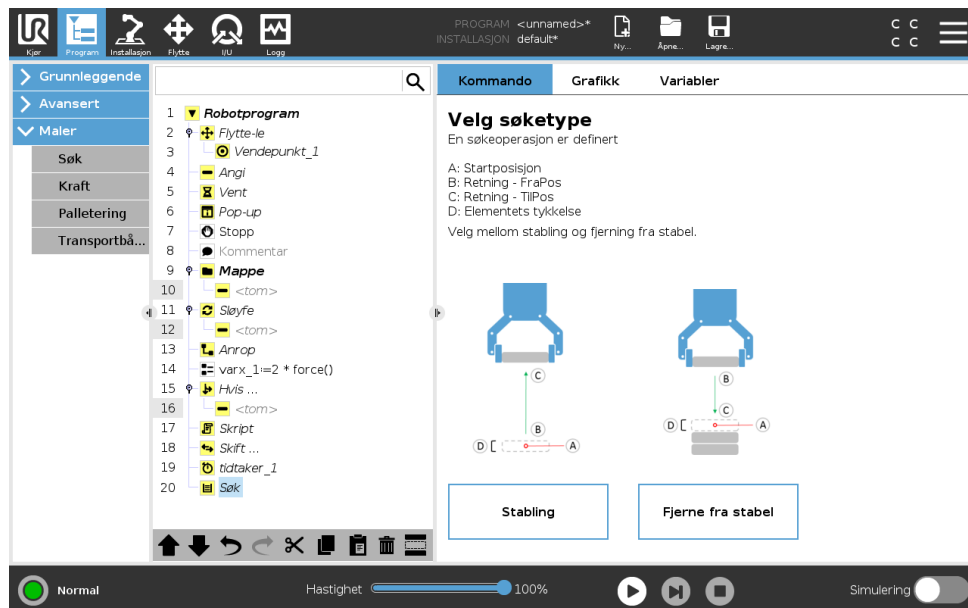 UR
Kjør
Program
Installasjon
Flytte
I/U
Logg
PROGRAM <unnamed>*
INSTALLASJON default*
Ny...
Åpne...
Lagre...
C C
C C
Grunnleggende
Avansert
Maler
Søk
Kraft
Palletering
Transportbå...
1 Robotprogram
2 Flytte-le
3 Vendepunkt_1
4 Angi
5 Vent
6 Pop-up
7 Stopp
8 Kommentar
9 Mappe
10 <tom>
11 Sløyfe
12 <tom>
13 Anrop
14 varx_1:=2 * force()
15 Hvis ...
16 <tom>
17 Skript
18 Skift ...
19 tidtaker_1
20 Søk
Kommando Grafikk Variabler
Velg søketype
En søkeoperasjon er definert
A: Startposisjon
B: Retning - FraPos
C: Retning - TilPos
D: Elementets tykkelse
Velg mellom stabling og fjerning fra stabel.
C
B
D A
B
C
D A
Stabling
Fjerne fra stabel
Normal
Hastighet 100%
Simulering